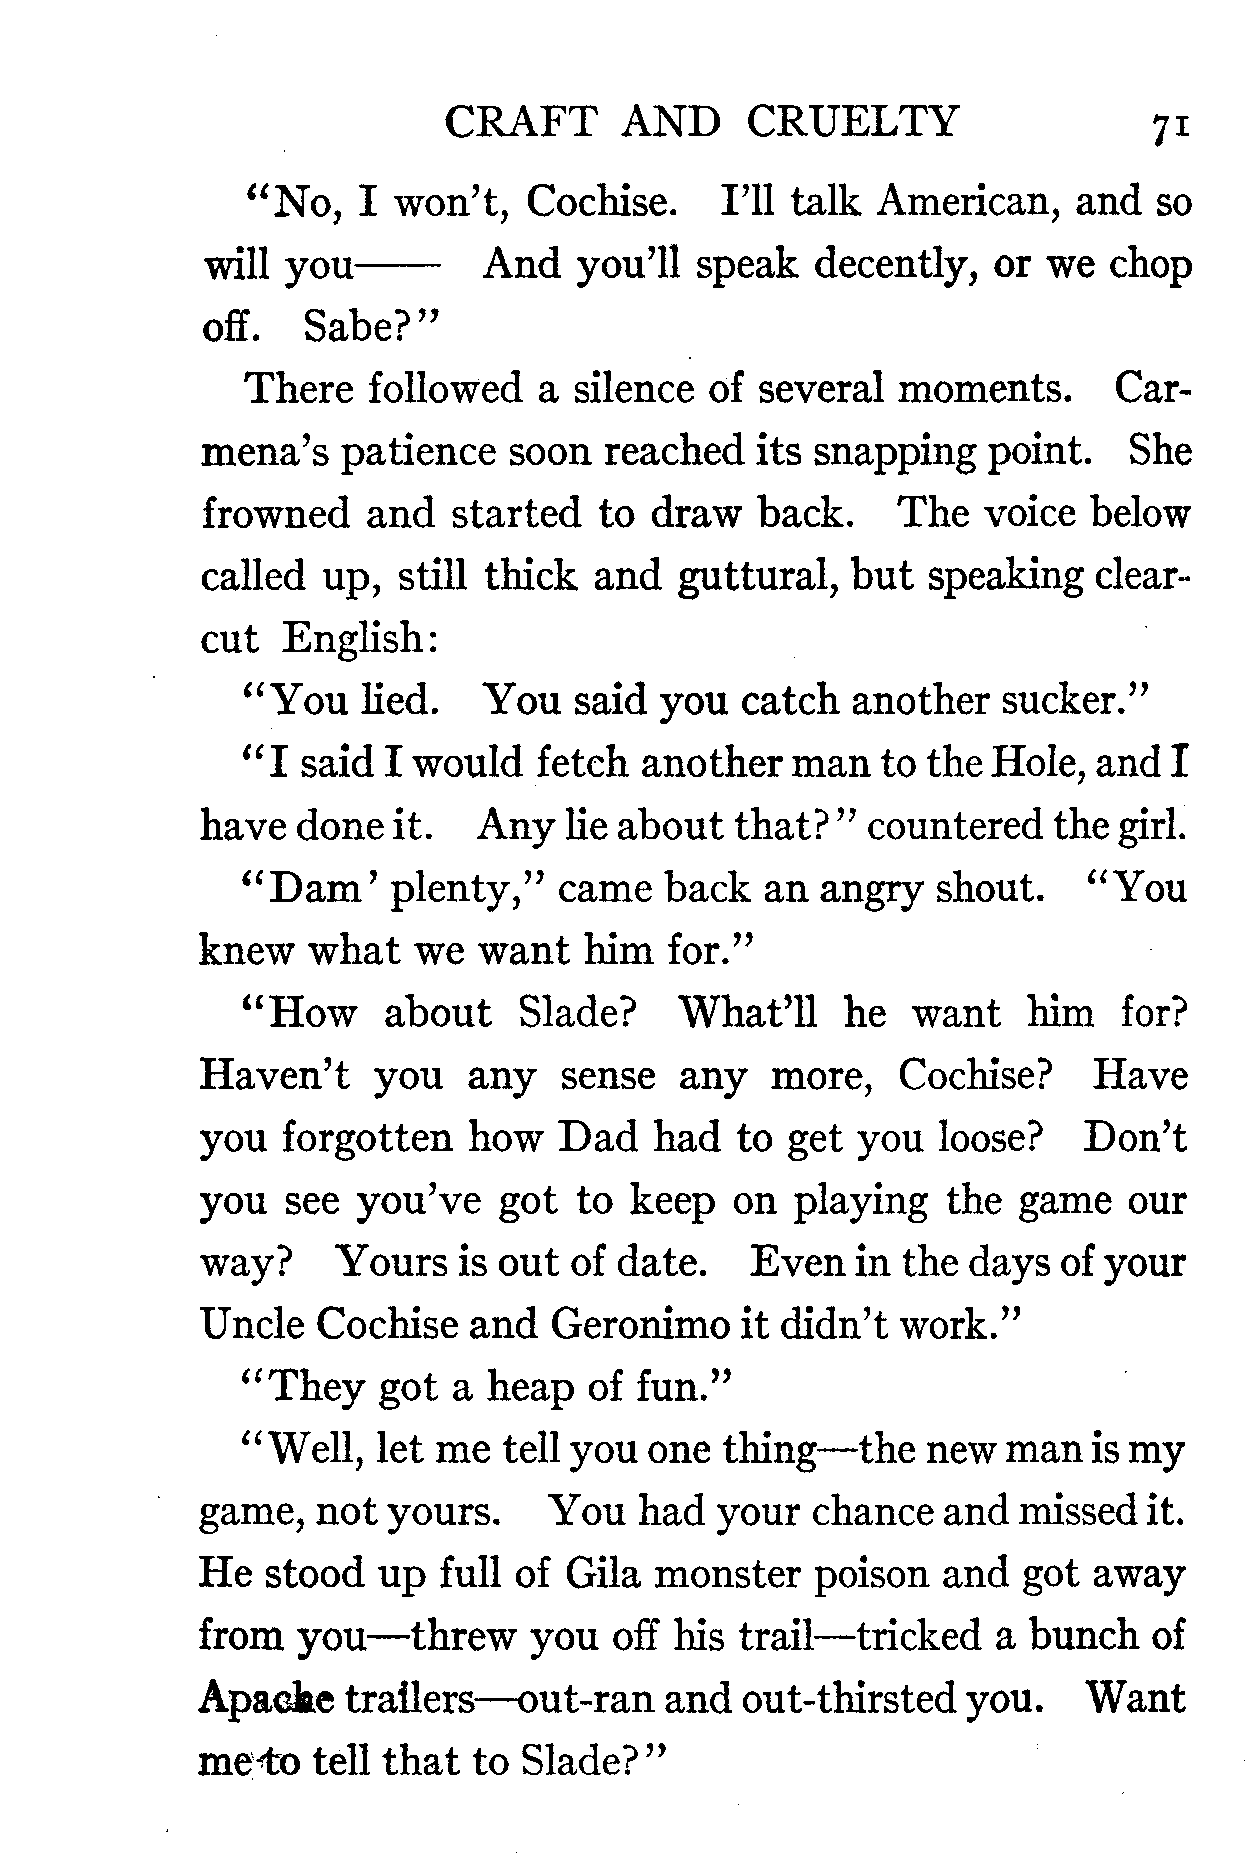 CRAFT AND CRUELTY 71
“No, I won’t, Cochise. I’ll talk American, and so
will you—— And you’ll speak decently, or we chop
off. Sabe?”
There followed a silence of several moments. Car-
mena’s patience soon reached its snapping point. She
frowned and started to draw back. The voice below
called up, still thick and guttural, but speaking clear-
cut English:
“You lied. You said you catch another sucker.”
“I said I would fetch another man to the Hole, and I
have done it. Any lie about that?” countered the girl.
“Dam’ plenty,” came back an angry shout. “You
knew what we want him for.”
“How about Slade? What’ll he want him for?
Haven’t you any sense any more, Cochise? Have
you forgotten how Dad had to get you loose? Don’t
you see you’ve got to keep on playing the game our
way? Yours is out of date. Even in the days of your
Uncle Cochise and Geronimo it didn’t work.”
“They got a heap of fun.”
“Well, let me tell you one thing—the new man is my
game, not yours. You had your chance and missed it.
He stood up full of Gila monster poison and got away
from you—threw you off his trail—tricked a bunch of
Apache trailers—out-ran and out-thirsted you. Want
me to tell that to Slade?”